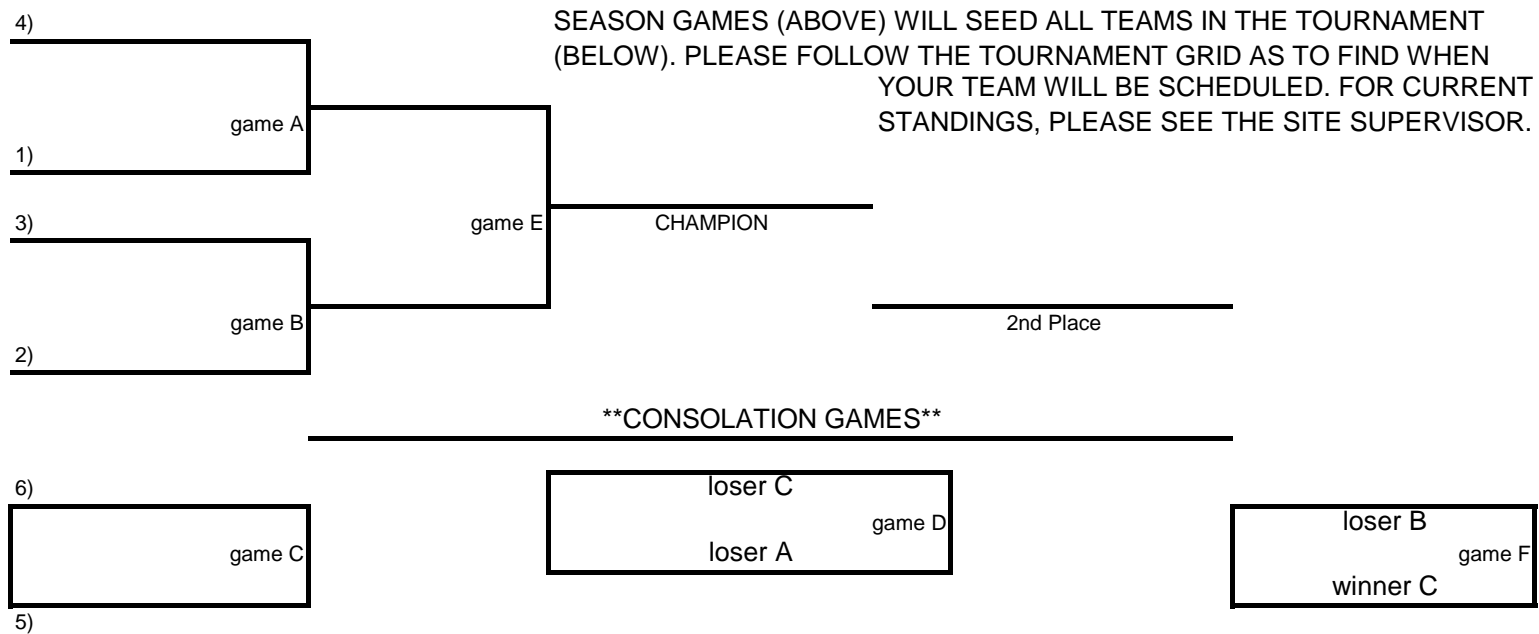 4)
SEASON GAMES (ABOVE) WILL SEED ALL TEAMS IN THE TOURNAMENT
(BELOW). PLEASE FOLLOW THE TOURNAMENT GRID AS TO FIND WHEN
YOUR TEAM WILL BE SCHEDULED. FOR CURRENT
STANDINGS, PLEASE SEE THE SITE SUPERVISOR.
game A
1)
3)
game E
CHAMPION
game B
2nd Place
2)
**CONSOLATION GAMES**
6)
loser C
game D
loser A
loser B
game C
game F
winner C
5)